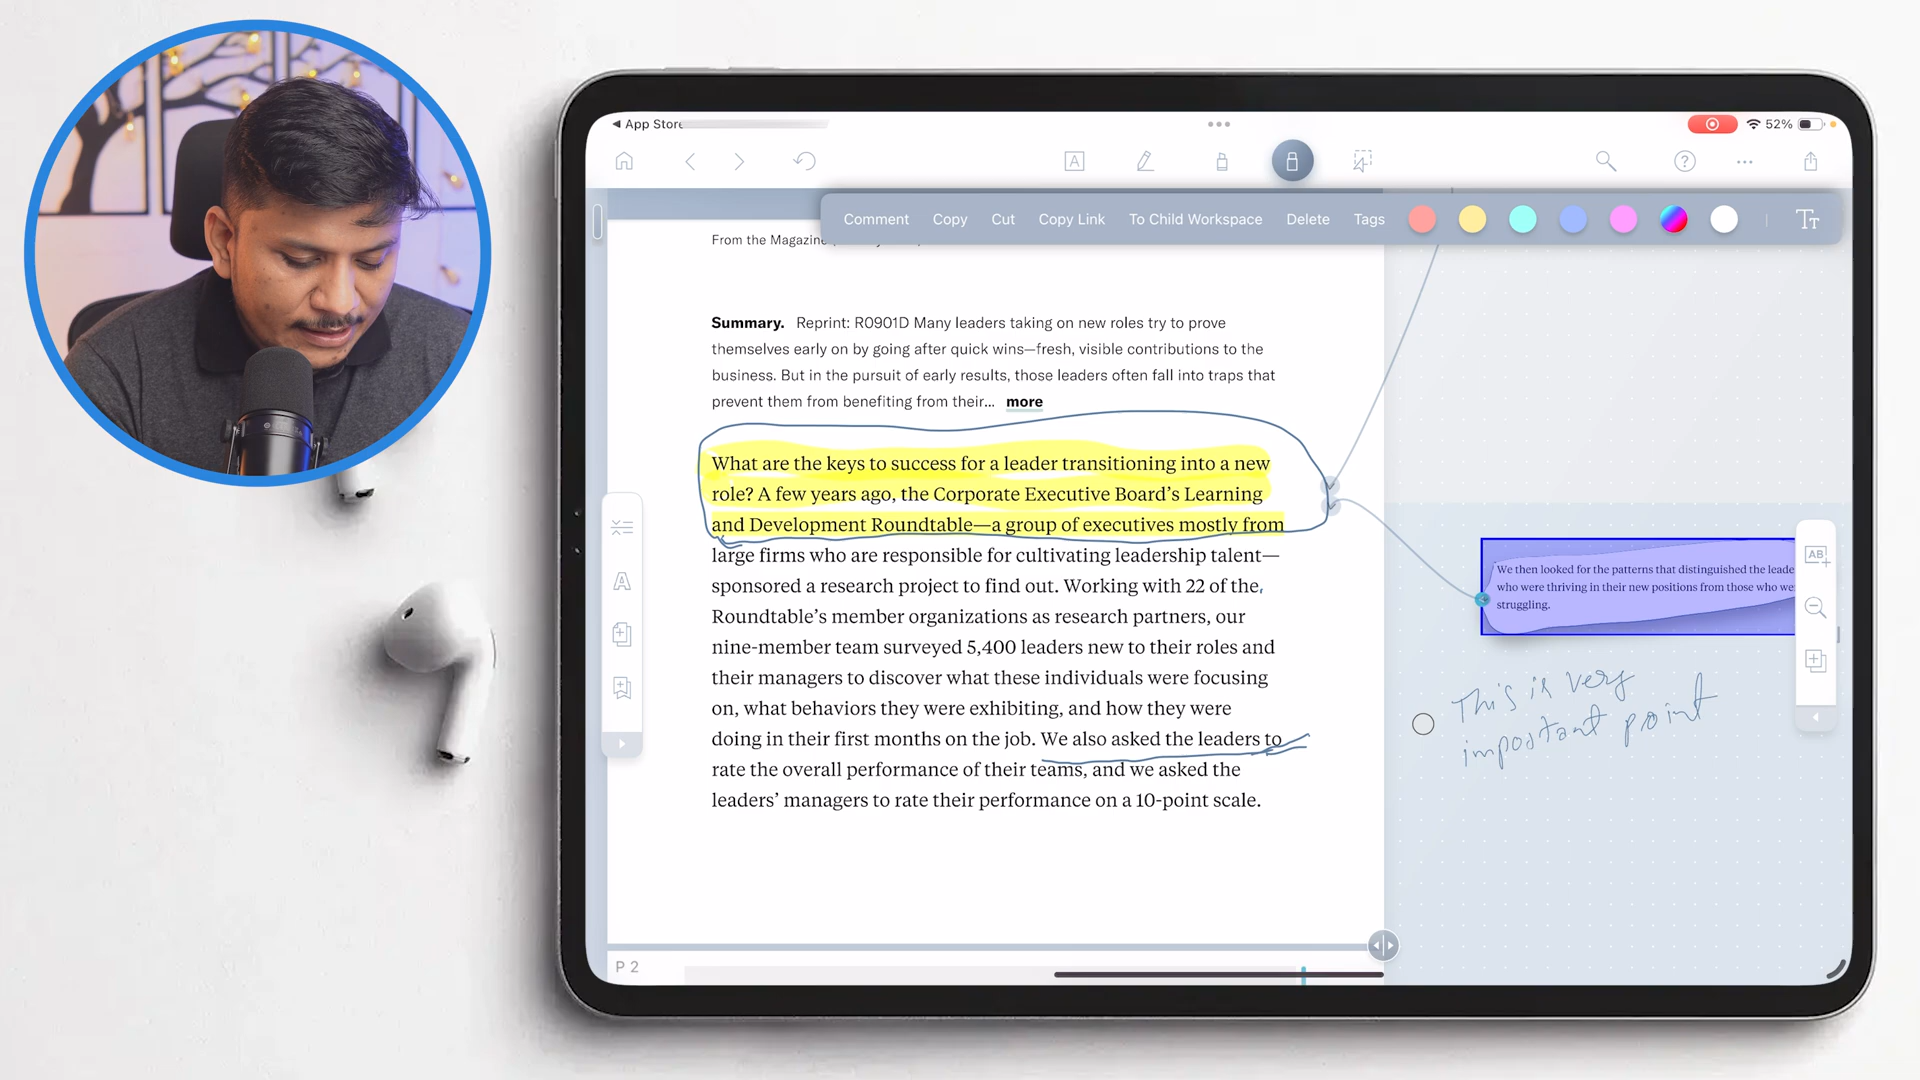 App Store
52%
Comment Copy Cut Copy Link To Child Workspace Delete Tags
From the Magazine
Summary. Reprint: R0901D Many leaders taking on new roles try to prove
themselves early on by going after quick wins—fresh, visible contributions to the
business. But in the pursuit of early results, those leaders often fall into traps that
prevent them from benefiting from their... more
What are the keys to success for a leader transitioning into a new
role? A few years ago, the Corporate Executive Board’s Learning
and Development Roundtable—a group of executives mostly from
large firms who are responsible for cultivating leadership talent—
sponsored a research project to find out. Working with 22 of the
Roundtable’s member organizations as research partners, our
nine-member team surveyed 5,400 leaders new to their roles and
their managers to discover what these individuals were focusing
on, what behaviors they were exhibiting, and how they were
doing in their first months on the job. We also asked the leaders to
rate the overall performance of their teams, and we asked the
leaders’ managers to rate their performance on a 10-point scale.
P 2
We then looked for the patterns that distinguished the leade
who were thriving in their new positions from those who we
struggling.
This is very
important point